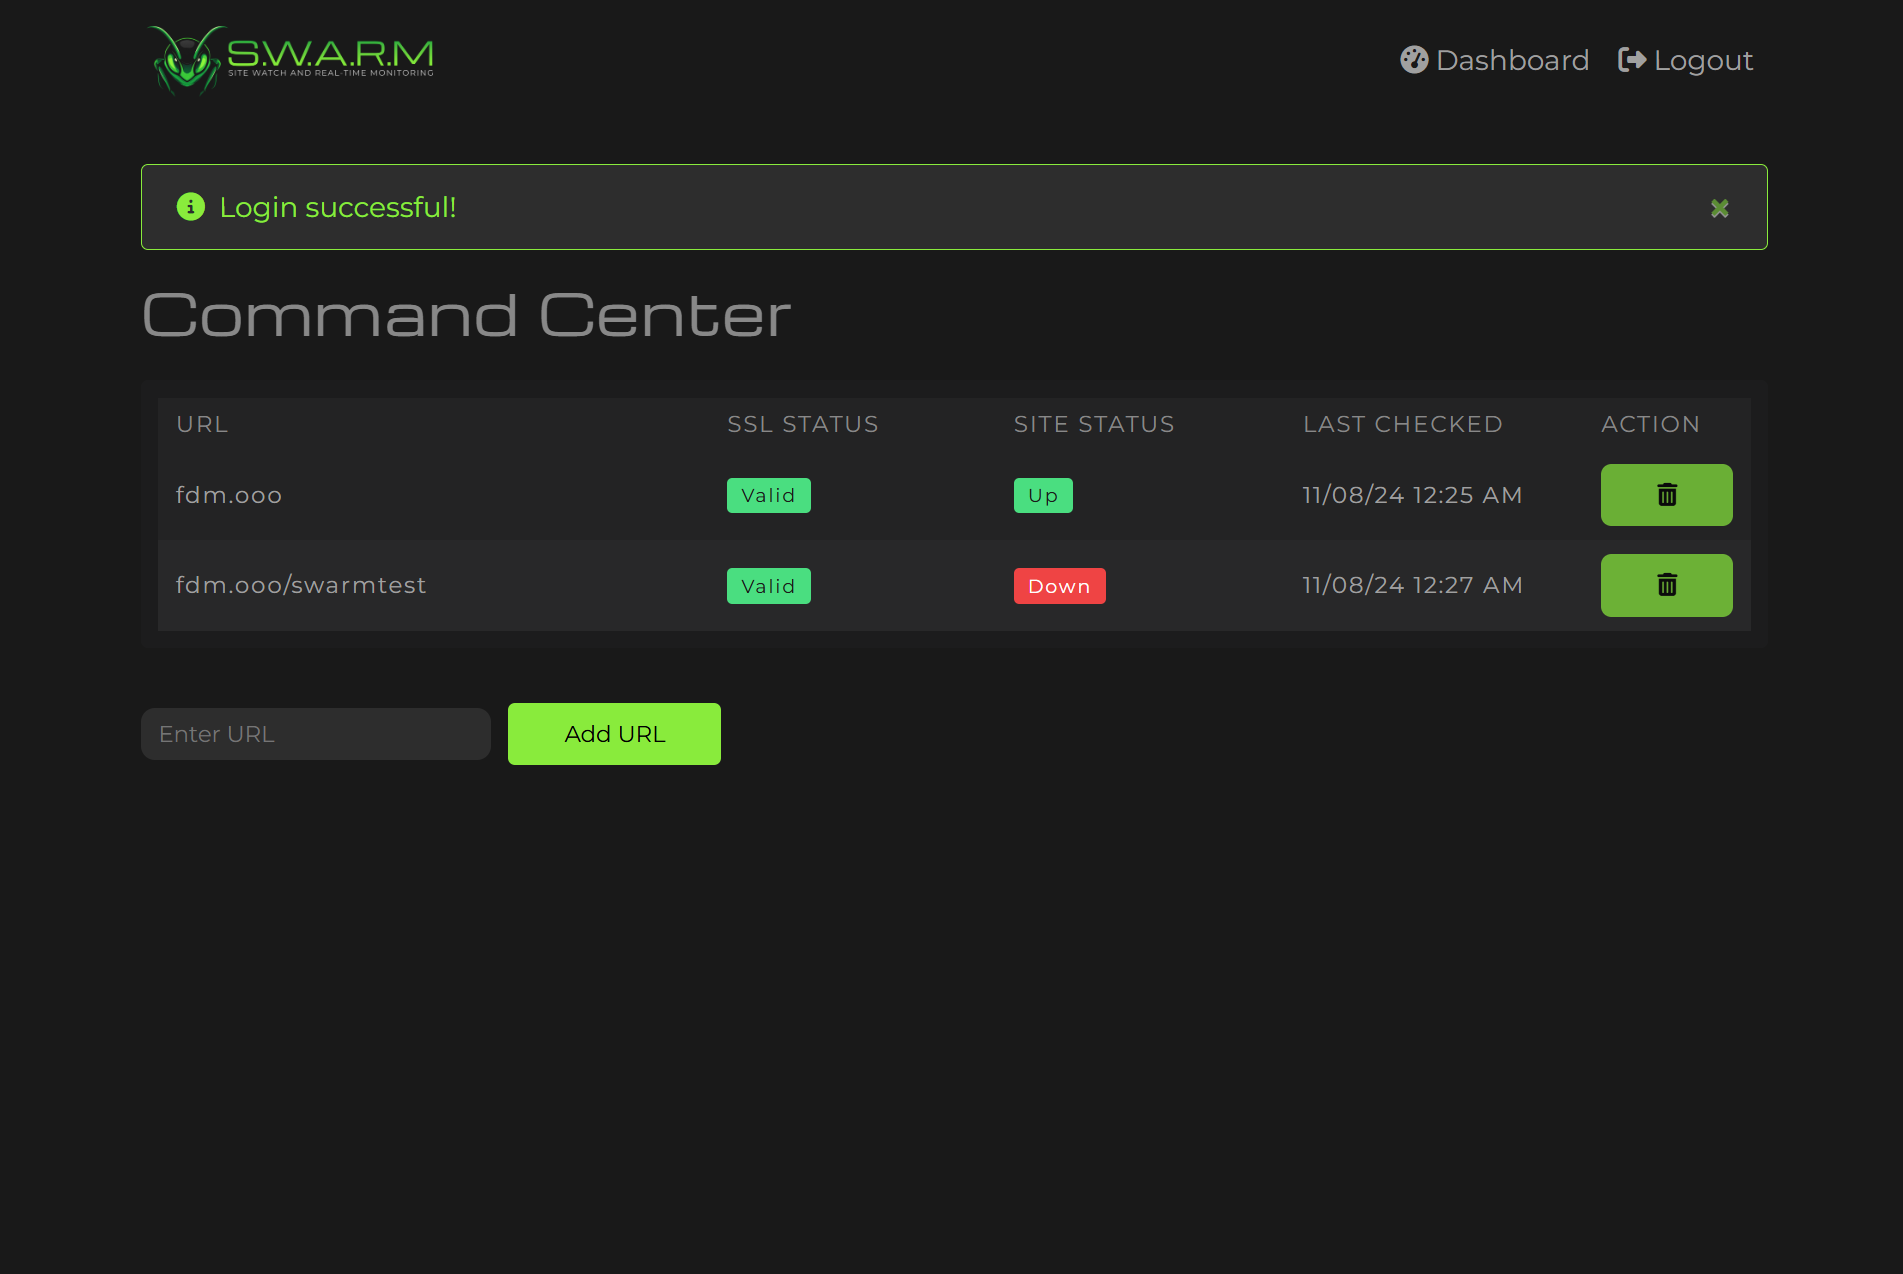 S.W.A.R.M
SITE WATCH AND REAL-TIME MONITORING
Dashboard Logout
Login successful!
Command Center
URL SSL STATUS SITE STATUS LAST CHECKED ACTION
fdm.ooo Valid Up 11/08/24 12:25 AM
fdm.ooo/swarmtest Valid Down 11/08/24 12:27 AM
Enter URL Add URL